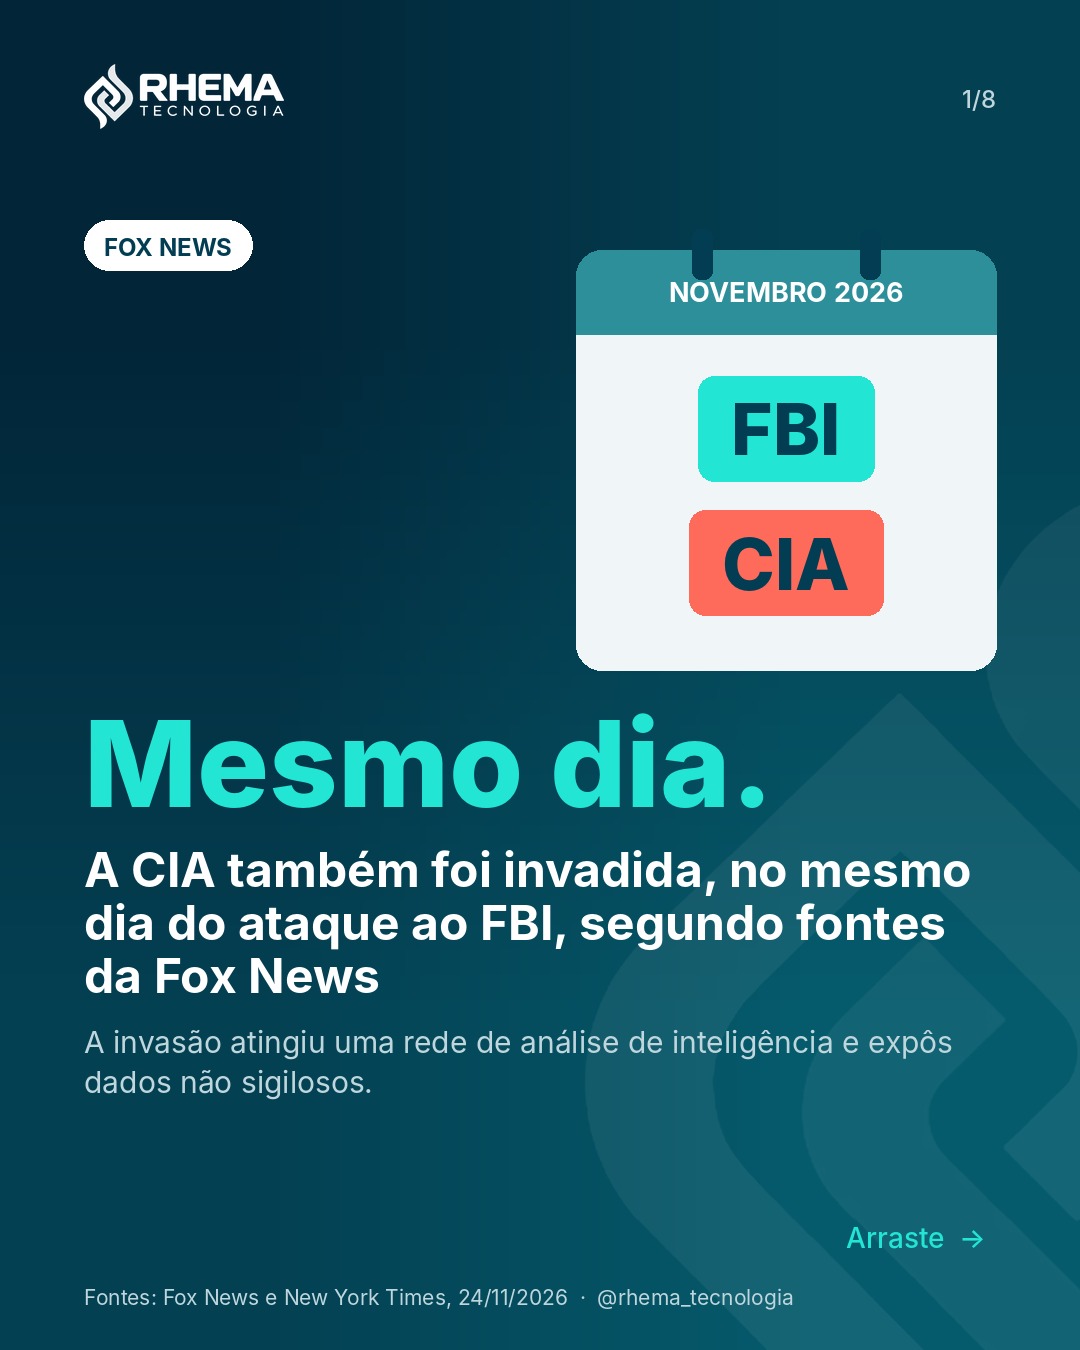 RHEMA
TECNOLOGIA
1/8
FOX NEWS
NOVEMBRO 2026
FBI
CIA
Mesmo dia.
A CIA também foi invadida, no mesmo
dia do ataque ao FBI, segundo fontes
da Fox News
A invasão atingiu uma rede de análise de inteligência e expôs
dados não sigilosos.
Arraste →
Fontes: Fox News e New York Times, 24/11/2026 · @rhema_tecnologia